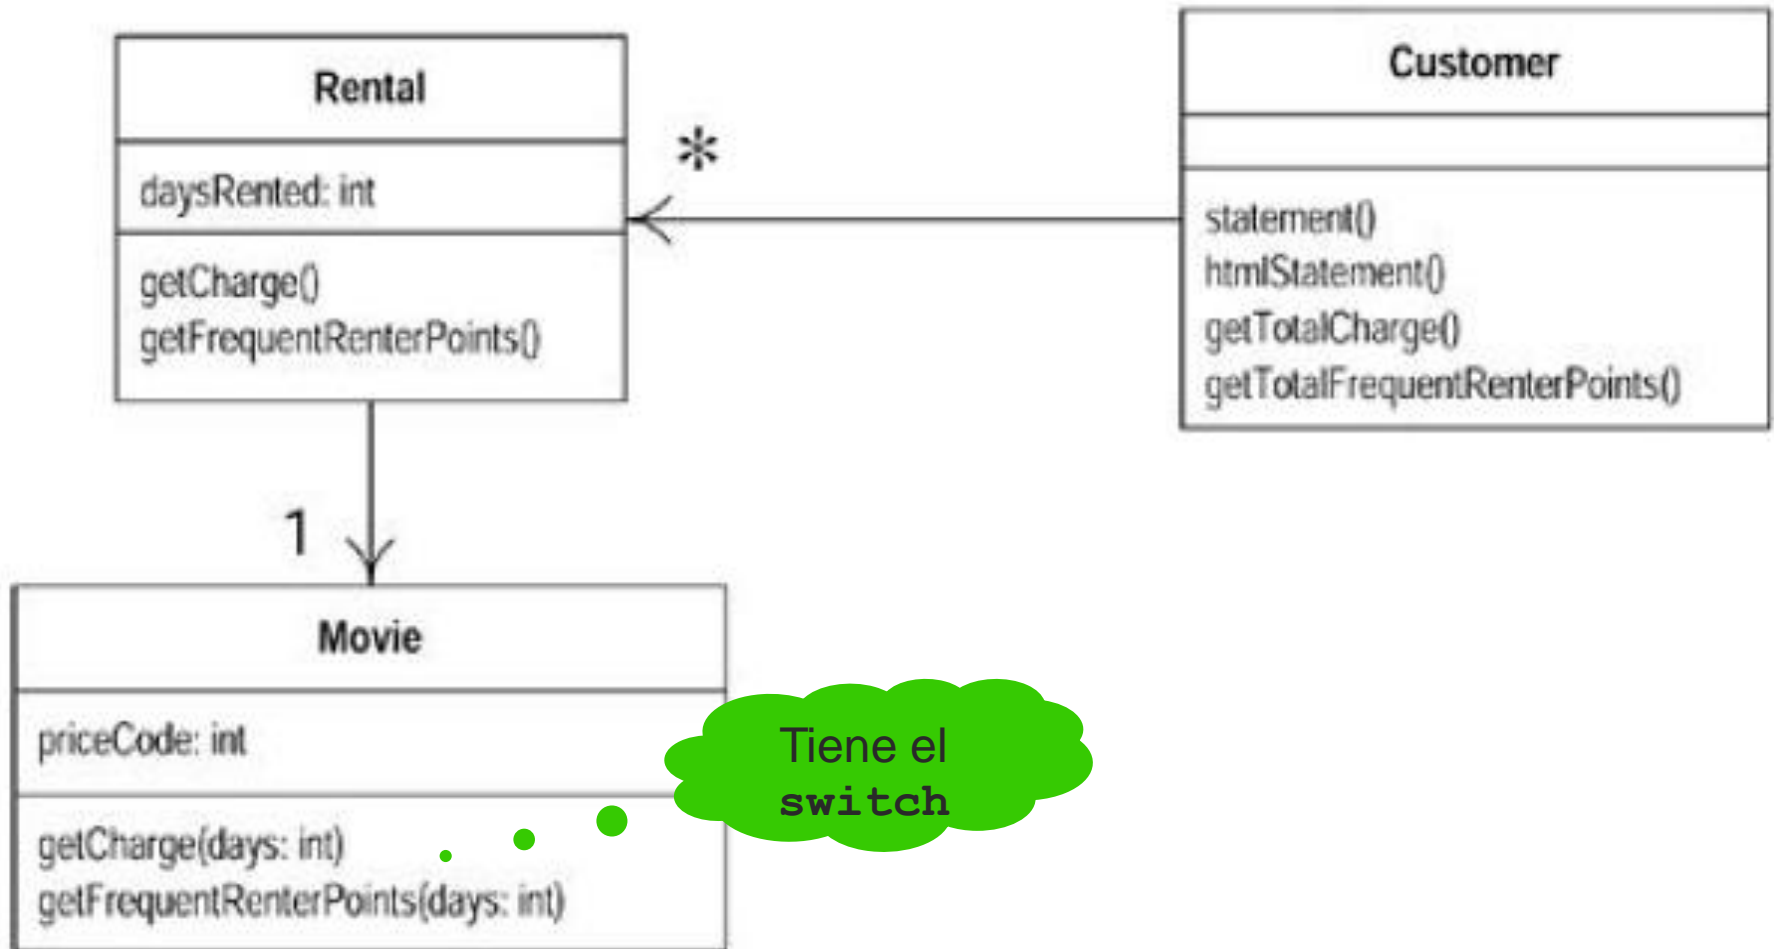 Rental
daysRented: int
getCharge()
getFrequentRenterPoints()
*
Customer
statement()
htmlStatement()
getTotalCharge()
getTotalFrequentRenterPoints()
1
Movie
priceCode: int
getCharge(days: int)
getFrequentRenterPoints(days: int)
Tiene el
switch